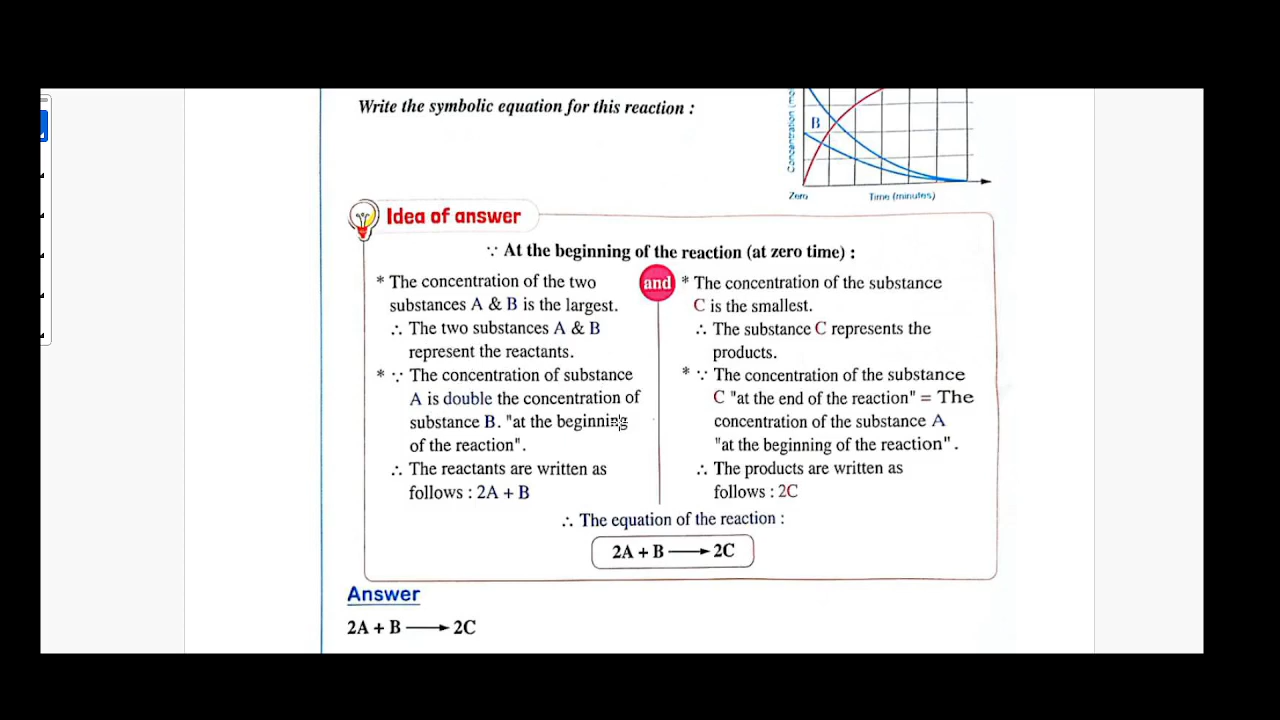 Write the symbolic equation for this reaction :
B
Zero
Time (minutes)
Idea of answer
∵ At the beginning of the reaction (at zero time) :
* The concentration of the two
substances A & B is the largest.
∴ The two substances A & B
represent the reactants.
* ∵ The concentration of substance
A is double the concentration of
substance B. "at the beginning
of the reaction".
∴ The reactants are written as
follows : 2A + B
and
* The concentration of the substance
C is the smallest.
∴ The substance C represents the
products.
* ∵ The concentration of the substance
C "at the end of the reaction" = The
concentration of the substance A
"at the beginning of the reaction" .
∴ The products are written as
follows : 2C
∴ The equation of the reaction :
2A + B ⟶ 2C
Answer
2A + B ⟶ 2C